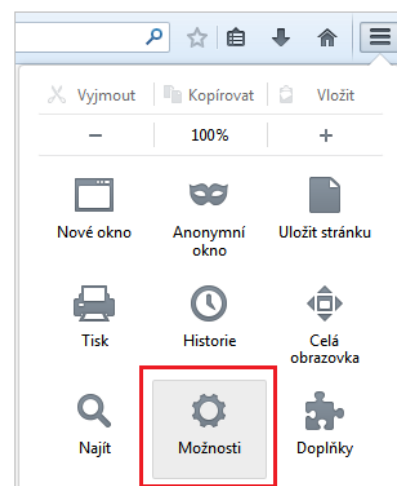 Vyjmout Kopírovat Vložit
− 100% +
Nové okno Anonymní okno Uložit stránku
Tisk Historie Celá obrazovka
Najít Možnosti Doplňky